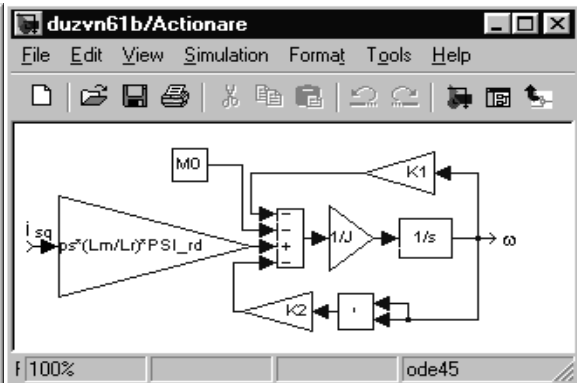 duzvn61b/Actionare
File Edit View Simulation Format Tools Help
M0
K1
i sq
ps*(Lm/Lr)*PSI_rd
−
−
+
−
1/J
1/s
ω
K2
100%
ode45